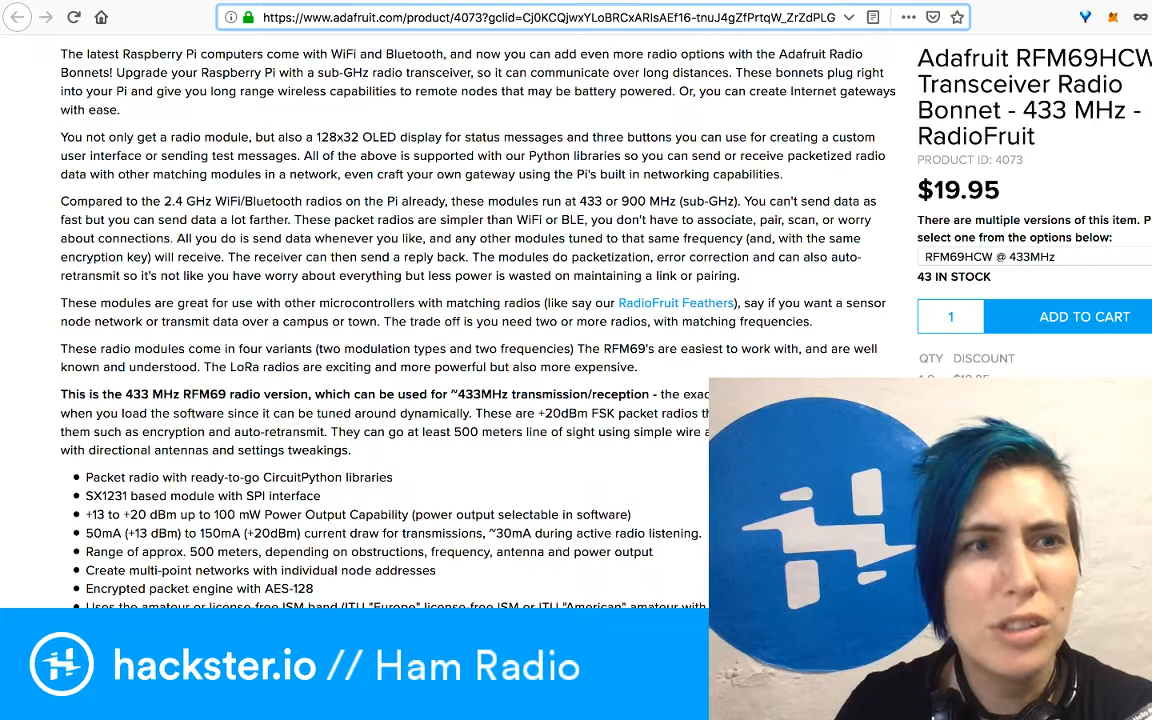 https://www.adafruit.com/product/4073?gclid=Cj0KCQjwxYLoBRCxARIsAEf16-tnuJ4gZfPrtqW_ZrZdPLG
The latest Raspberry Pi computers come with WiFi and Bluetooth, and now you can add even more radio options with the Adafruit Radio
Bonnets! Upgrade your Raspberry Pi with a sub-GHz radio transceiver, so it can communicate over long distances. These bonnets plug right
into your Pi and give you long range wireless capabilities to remote nodes that may be battery powered. Or, you can create Internet gateways
with ease.
You not only get a radio module, but also a 128x32 OLED display for status messages and three buttons you can use for creating a custom
user interface or sending test messages. All of the above is supported with our Python libraries so you can send or receive packetized radio
data with other matching modules in a network, even craft your own gateway using the Pi's built in networking capabilities.
Compared to the 2.4 GHz WiFi/Bluetooth radios on the Pi already, these modules run at 433 or 900 MHz (sub-GHz). You can't send data as
fast but you can send data a lot farther. These packet radios are simpler than WiFi or BLE, you don't have to associate, pair, scan, or worry
about connections. All you do is send data whenever you like, and any other modules tuned to that same frequency (and, with the same
encryption key) will receive. The receiver can then send a reply back. The modules do packetization, error correction and can also auto-
retransmit so it's not like you have worry about everything but less power is wasted on maintaining a link or pairing.
These modules are great for use with other microcontrollers with matching radios (like say our RadioFruit Feathers), say if you want a sensor
node network or transmit data over a campus or town. The trade off is you need two or more radios, with matching frequencies.
These radio modules come in four variants (two modulation types and two frequencies) The RFM69's are easiest to work with, and are well
known and understood. The LoRa radios are exciting and more powerful but also more expensive.
This is the 433 MHz RFM69 radio version, which can be used for ~433MHz transmission/reception - the exac
when you load the software since it can be tuned around dynamically. These are +20dBm FSK packet radios th
them such as encryption and auto-retransmit. They can go at least 500 meters line of sight using simple wire a
with directional antennas and settings tweakings.
• Packet radio with ready-to-go CircuitPython libraries
• SX1231 based module with SPI interface
• +13 to +20 dBm up to 100 mW Power Output Capability (power output selectable in software)
• 50mA (+13 dBm) to 150mA (+20dBm) current draw for transmissions, ~30mA during active radio listening.
• Range of approx. 500 meters, depending on obstructions, frequency, antenna and power output
• Create multi-point networks with individual node addresses
• Encrypted packet engine with AES-128
• Uses the amateur or license-free ISM band (ITU "Europe" license-free ISM or ITU "American" amateur with
Adafruit RFM69HCW
Transceiver Radio
Bonnet - 433 MHz -
RadioFruit
PRODUCT ID: 4073
$19.95
There are multiple versions of this item. P
select one from the options below:
RFM69HCW @ 433MHz
43 IN STOCK
1 ADD TO CART
QTY DISCOUNT
hackster.io // Ham Radio